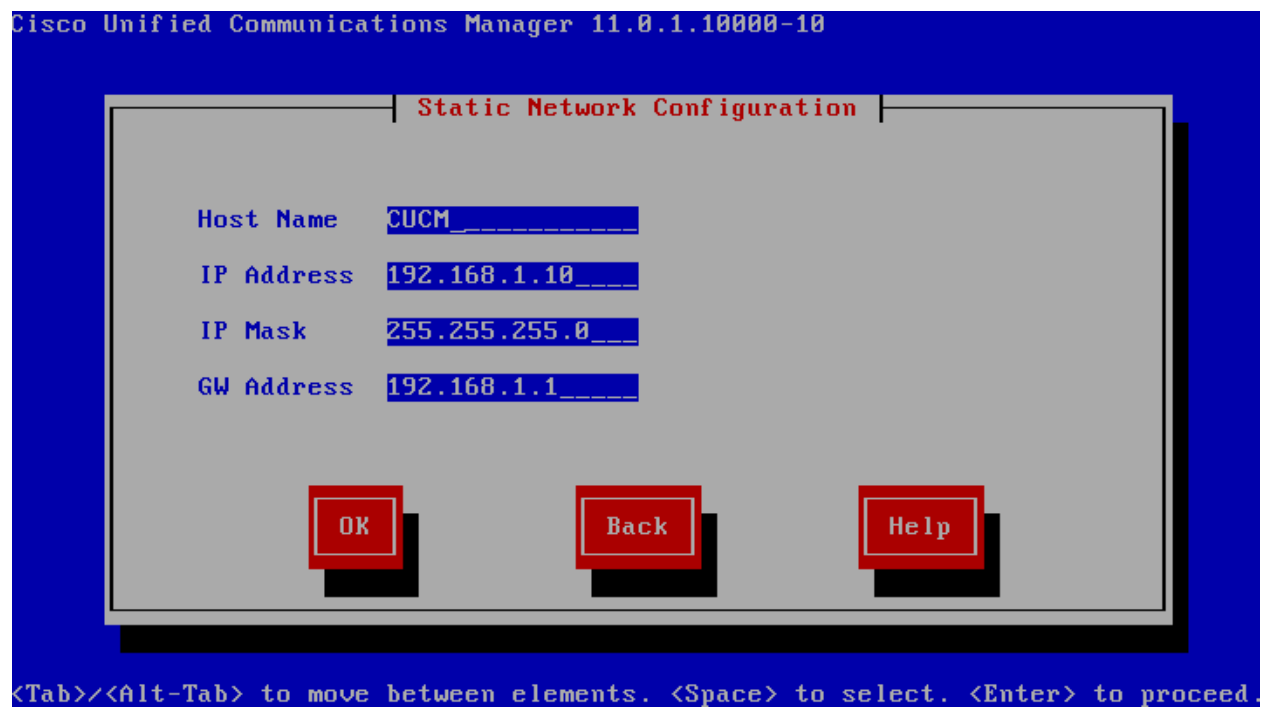 Cisco Unified Communications Manager 11.0.1.10000-10
Static Network Configuration
Host Name CUCM____________
IP Address 192.168.1.10____
IP Mask 255.255.255.0___
GW Address 192.168.1.1_____
OK Back Help
<Tab>/<Alt-Tab> to move between elements. <Space> to select. <Enter> to proceed.